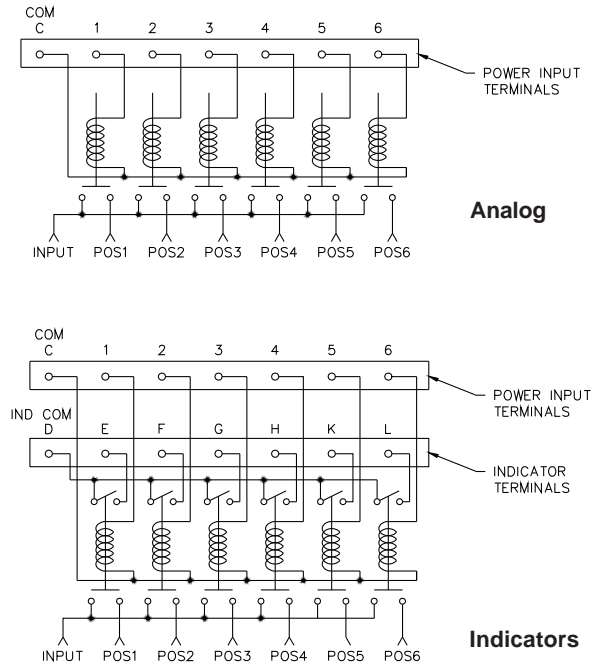 COM
C 1 2 3 4 5 6
POWER INPUT
TERMINALS
Analog
INPUT POS1 POS2 POS3 POS4 POS5 POS6
COM
C 1 2 3 4 5 6
POWER INPUT
TERMINALS
IND COM
D E F G H K L
INDICATOR
TERMINALS
Indicators
INPUT POS1 POS2 POS3 POS4 POS5 POS6